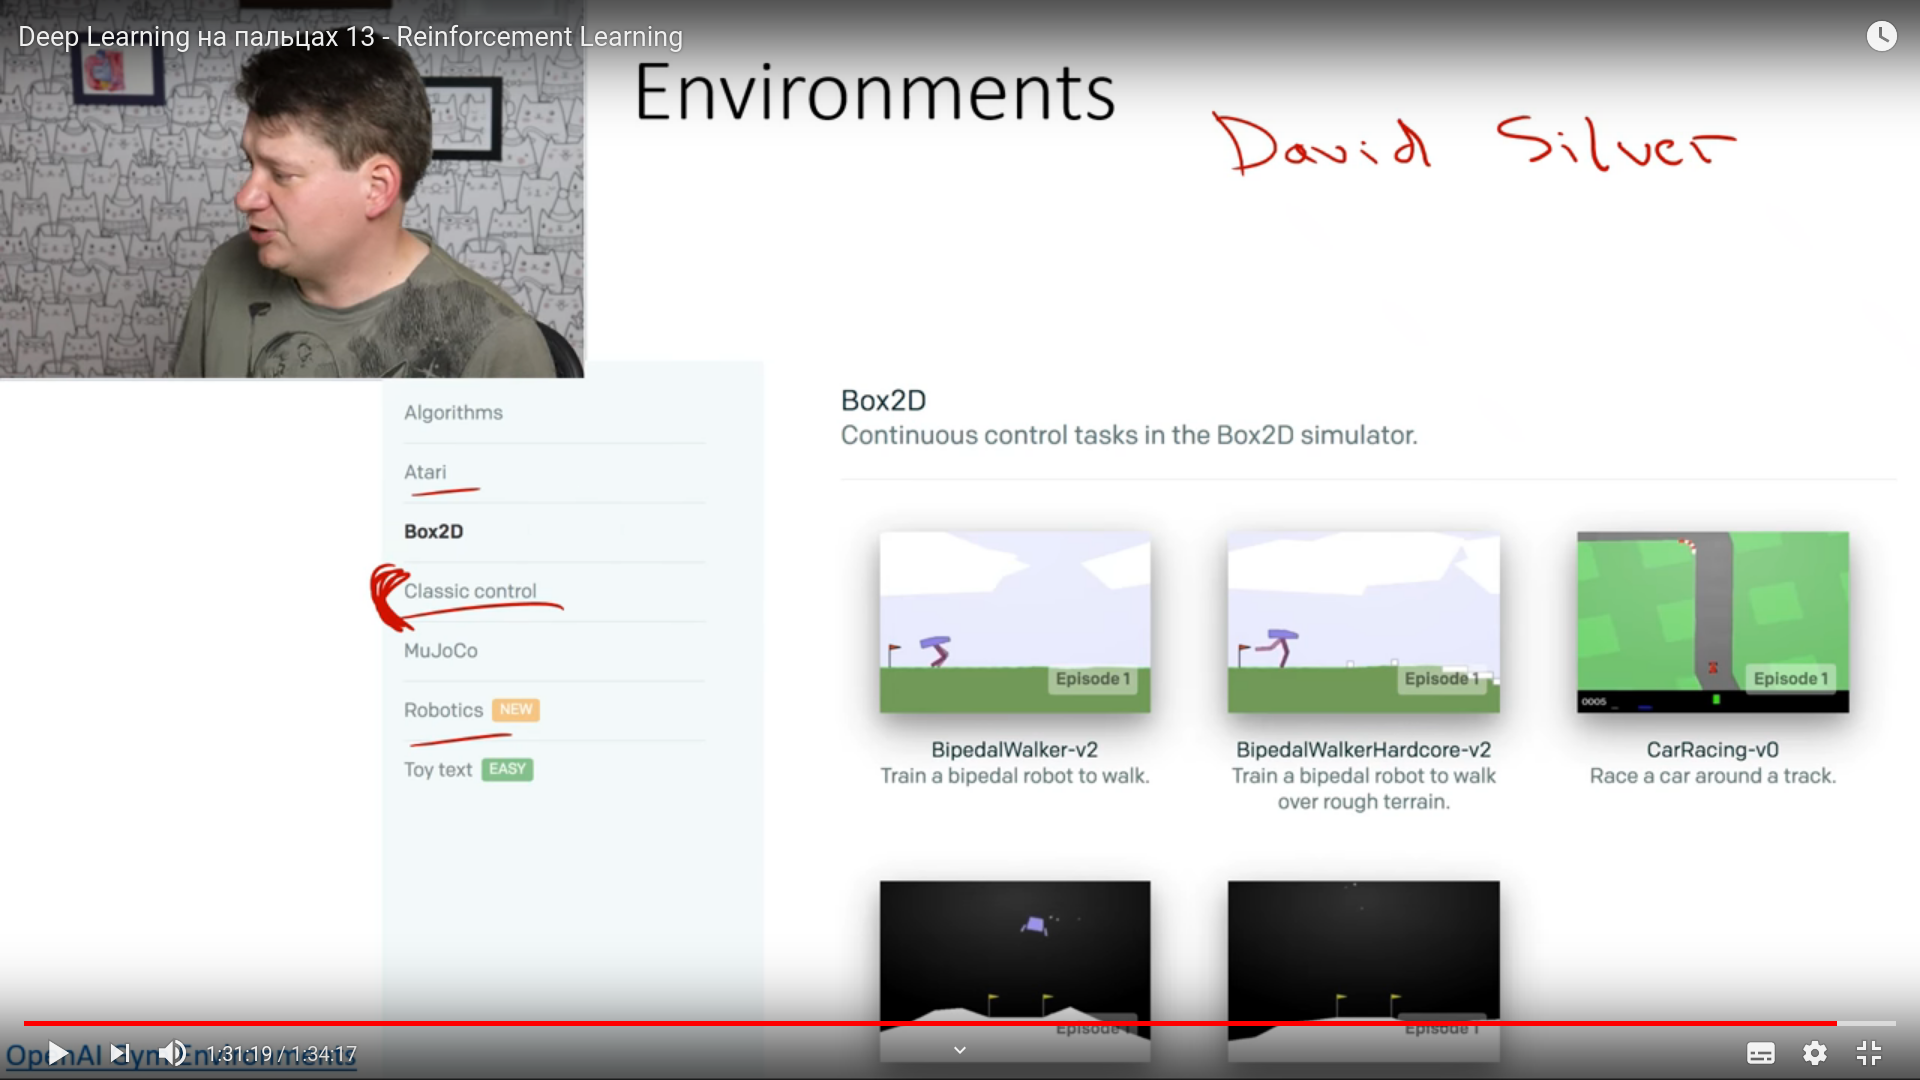 Deep Learning на пальцах 13 - Reinforcement Learning
Environments
David Silver
Algorithms
Atari
Box2D
Classic control
MuJoCo
Robotics NEW
Toy text EASY
Box2D
Continuous control tasks in the Box2D simulator.
Episode 1
Episode 1
0005
Episode 1
BipedalWalker-v2
Train a bipedal robot to walk.
BipedalWalkerHardcore-v2
Train a bipedal robot to walk
over rough terrain.
CarRacing-v0
Race a car around a track.
Episode 1
Episode 1
OpenAI Gym Environments
1:31:19 / 1:34:17